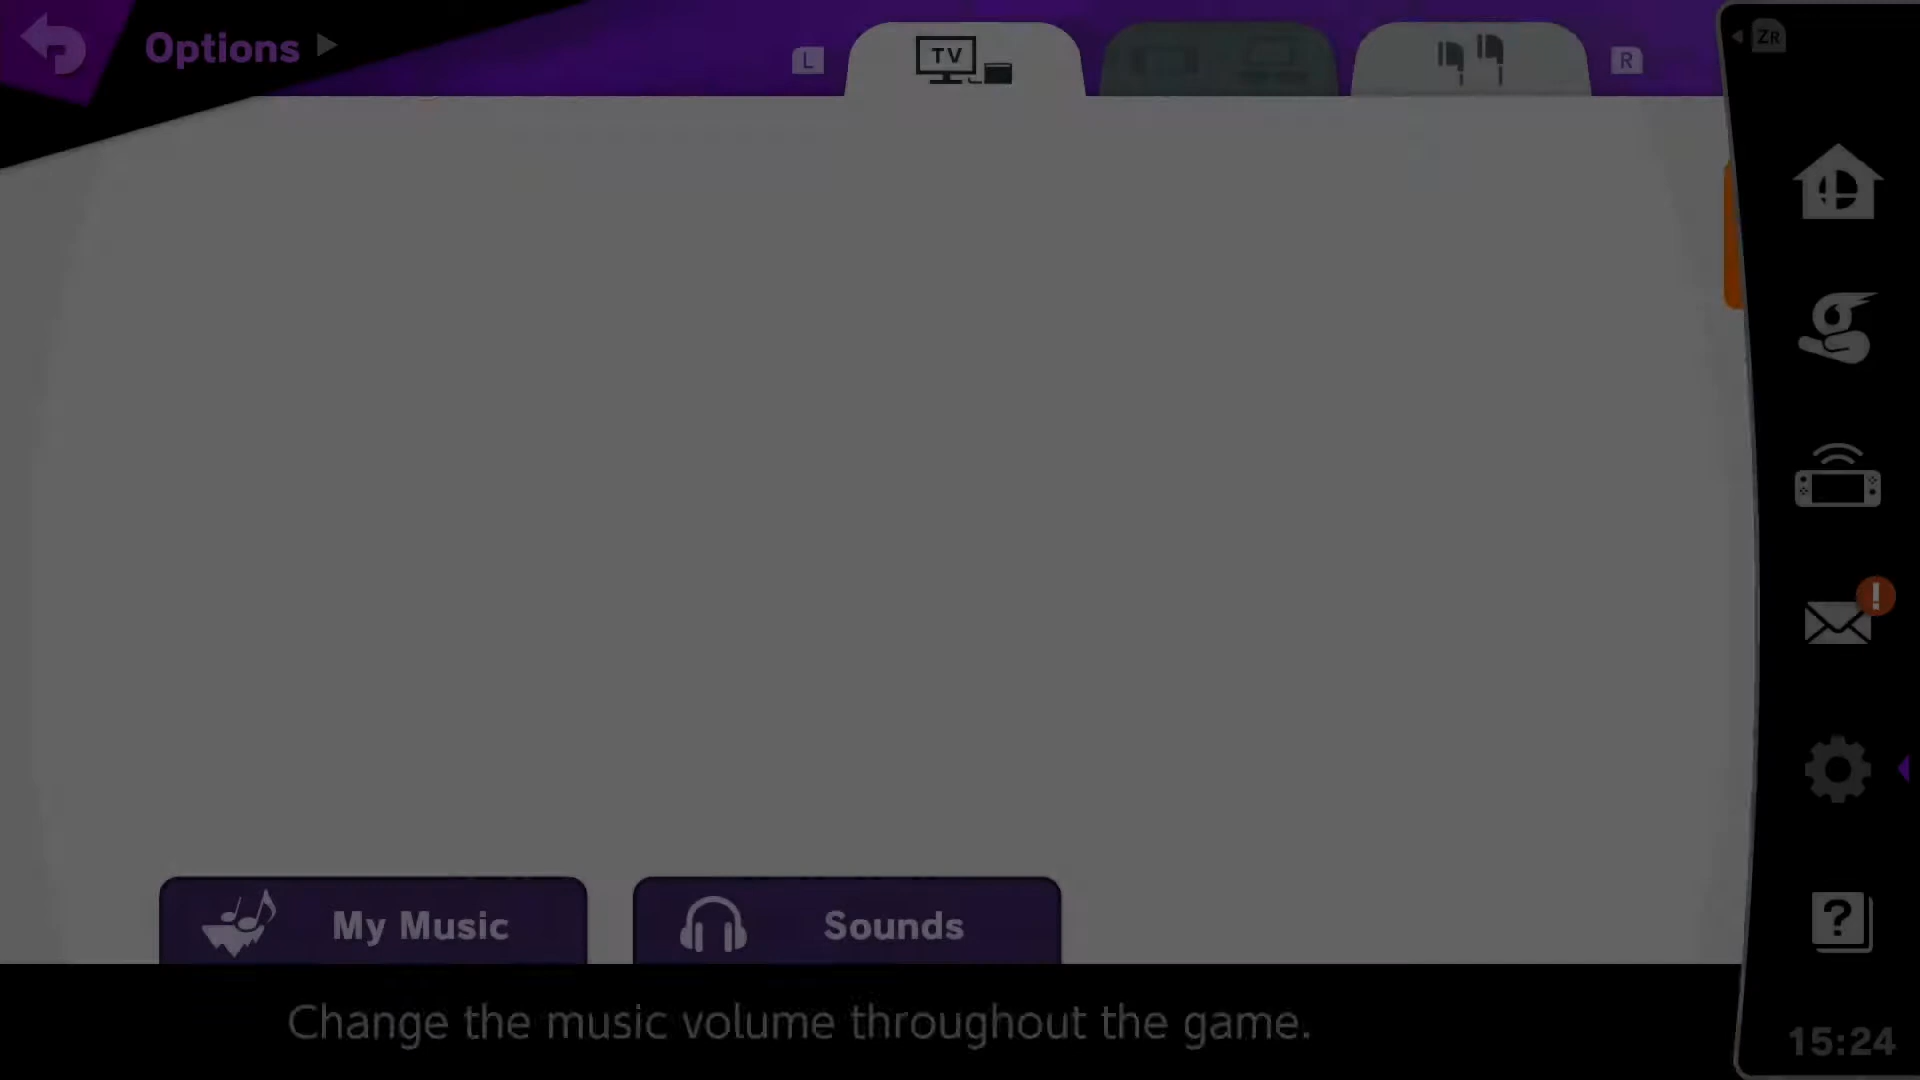 Options
L
TV
R
ZR
!
My Music
Sounds
?
Change the music volume throughout the game.
15:24